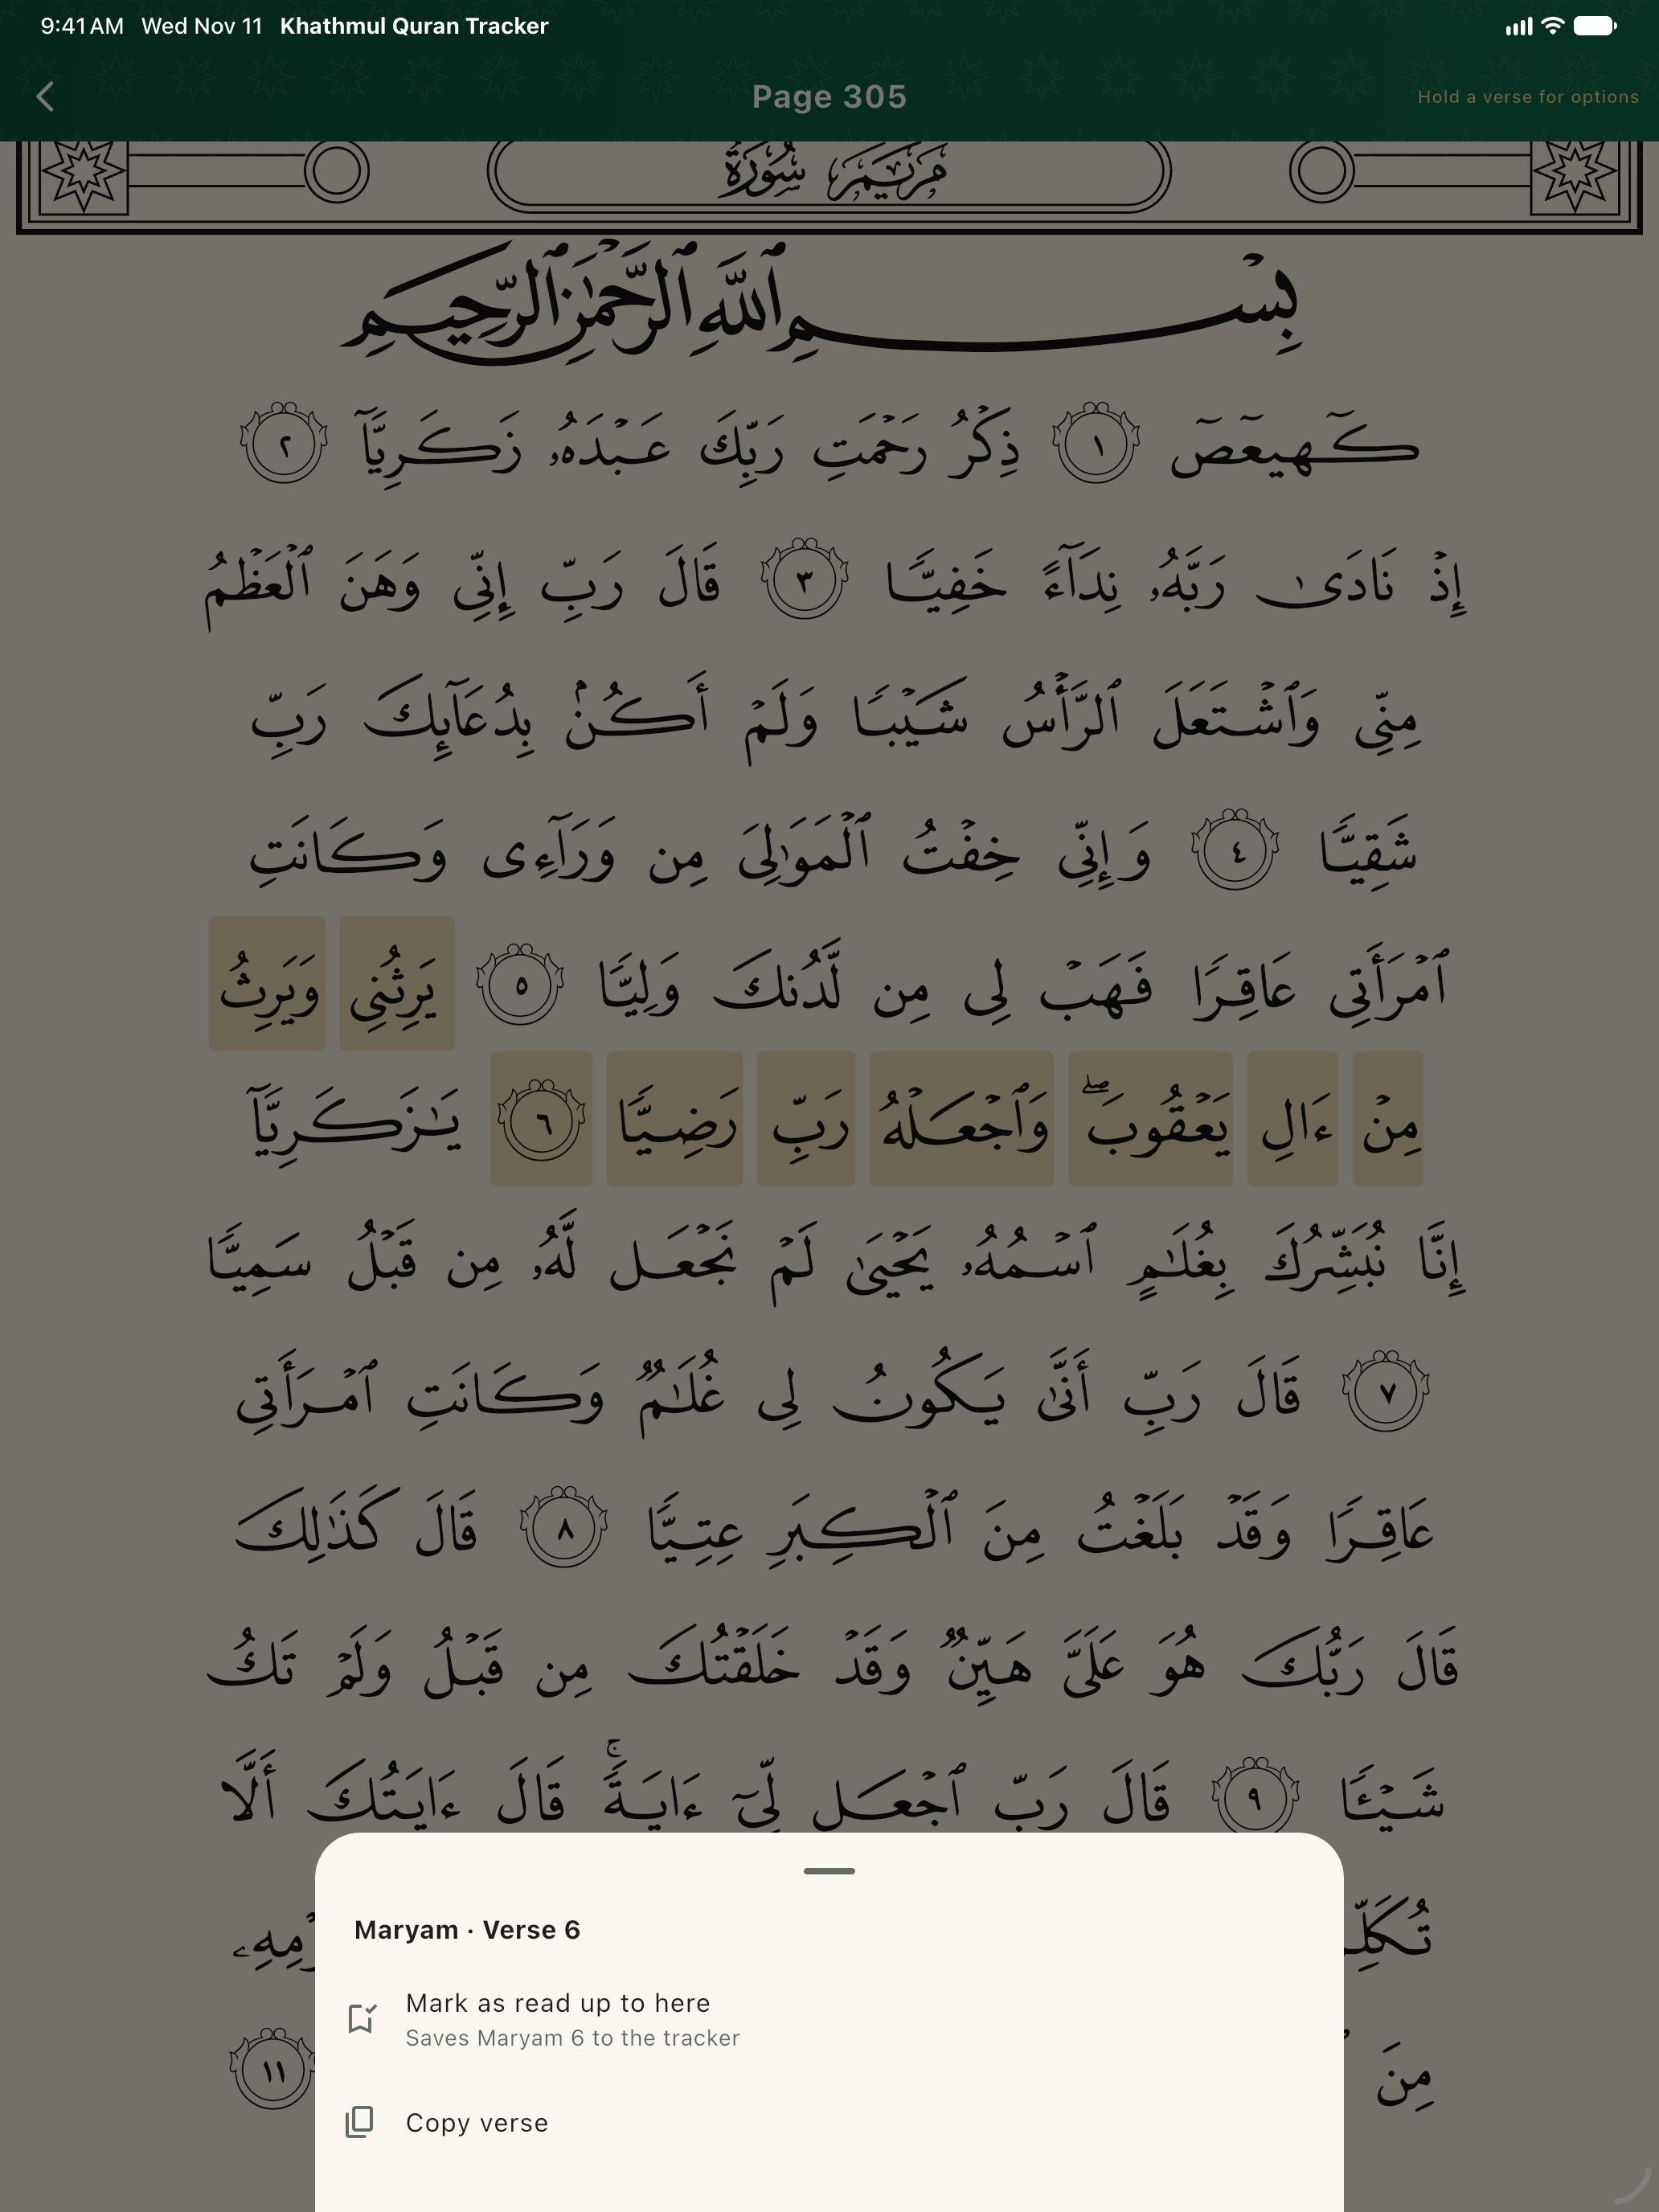 9:41 AM Wed Nov 11 Khathmul Quran Tracker
Page 305
Hold a verse for options
سُورَةُ مَرْيَمَ
بِسْمِ ٱللَّهِ ٱلرَّحْمَٰنِ ٱلرَّحِيمِ
كٓهيعٓصٓ ١ ذِكْرُ رَحْمَتِ رَبِّكَ عَبْدَهُۥ زَكَرِيَّآ ٢
إِذْ نَادَىٰ رَبَّهُۥ نِدَآءً خَفِيًّا ٣ قَالَ رَبِّ إِنِّى وَهَنَ ٱلْعَظْمُ
مِنِّى وَٱشْتَعَلَ ٱلرَّأْسُ شَيْبًا وَلَمْ أَكُنۢ بِدُعَآئِكَ رَبِّ
شَقِيًّا ٤ وَإِنِّى خِفْتُ ٱلْمَوَٰلِىَ مِن وَرَآءِى وَكَانَتِ
ٱمْرَأَتِى عَاقِرًا فَهَبْ لِى مِن لَّدُنكَ وَلِيًّا ٥ يَرِثُنِى وَيَرِثُ
مِنْ ءَالِ يَعْقُوبَ ۖ وَٱجْعَلْهُ رَبِّ رَضِيًّا ٦ يَٰزَكَرِيَّآ
إِنَّا نُبَشِّرُكَ بِغُلَٰمٍ ٱسْمُهُۥ يَحْيَىٰ لَمْ نَجْعَل لَّهُۥ مِن قَبْلُ سَمِيًّا
٧ قَالَ رَبِّ أَنَّىٰ يَكُونُ لِى غُلَٰمٌ وَكَانَتِ ٱمْرَأَتِى
عَاقِرًا وَقَدْ بَلَغْتُ مِنَ ٱلْكِبَرِ عِتِيًّا ٨ قَالَ كَذَٰلِكَ
قَالَ رَبُّكَ هُوَ عَلَىَّ هَيِّنٌ وَقَدْ خَلَقْتُكَ مِن قَبْلُ وَلَمْ تَكُ
شَيْـًٔا ٩ قَالَ رَبِّ ٱجْعَل لِّىٓ ءَايَةً ۚ قَالَ ءَايَتُكَ أَلَّا
مِنَ ١١
Maryam · Verse 6
Mark as read up to here
Saves Maryam 6 to the tracker
Copy verse